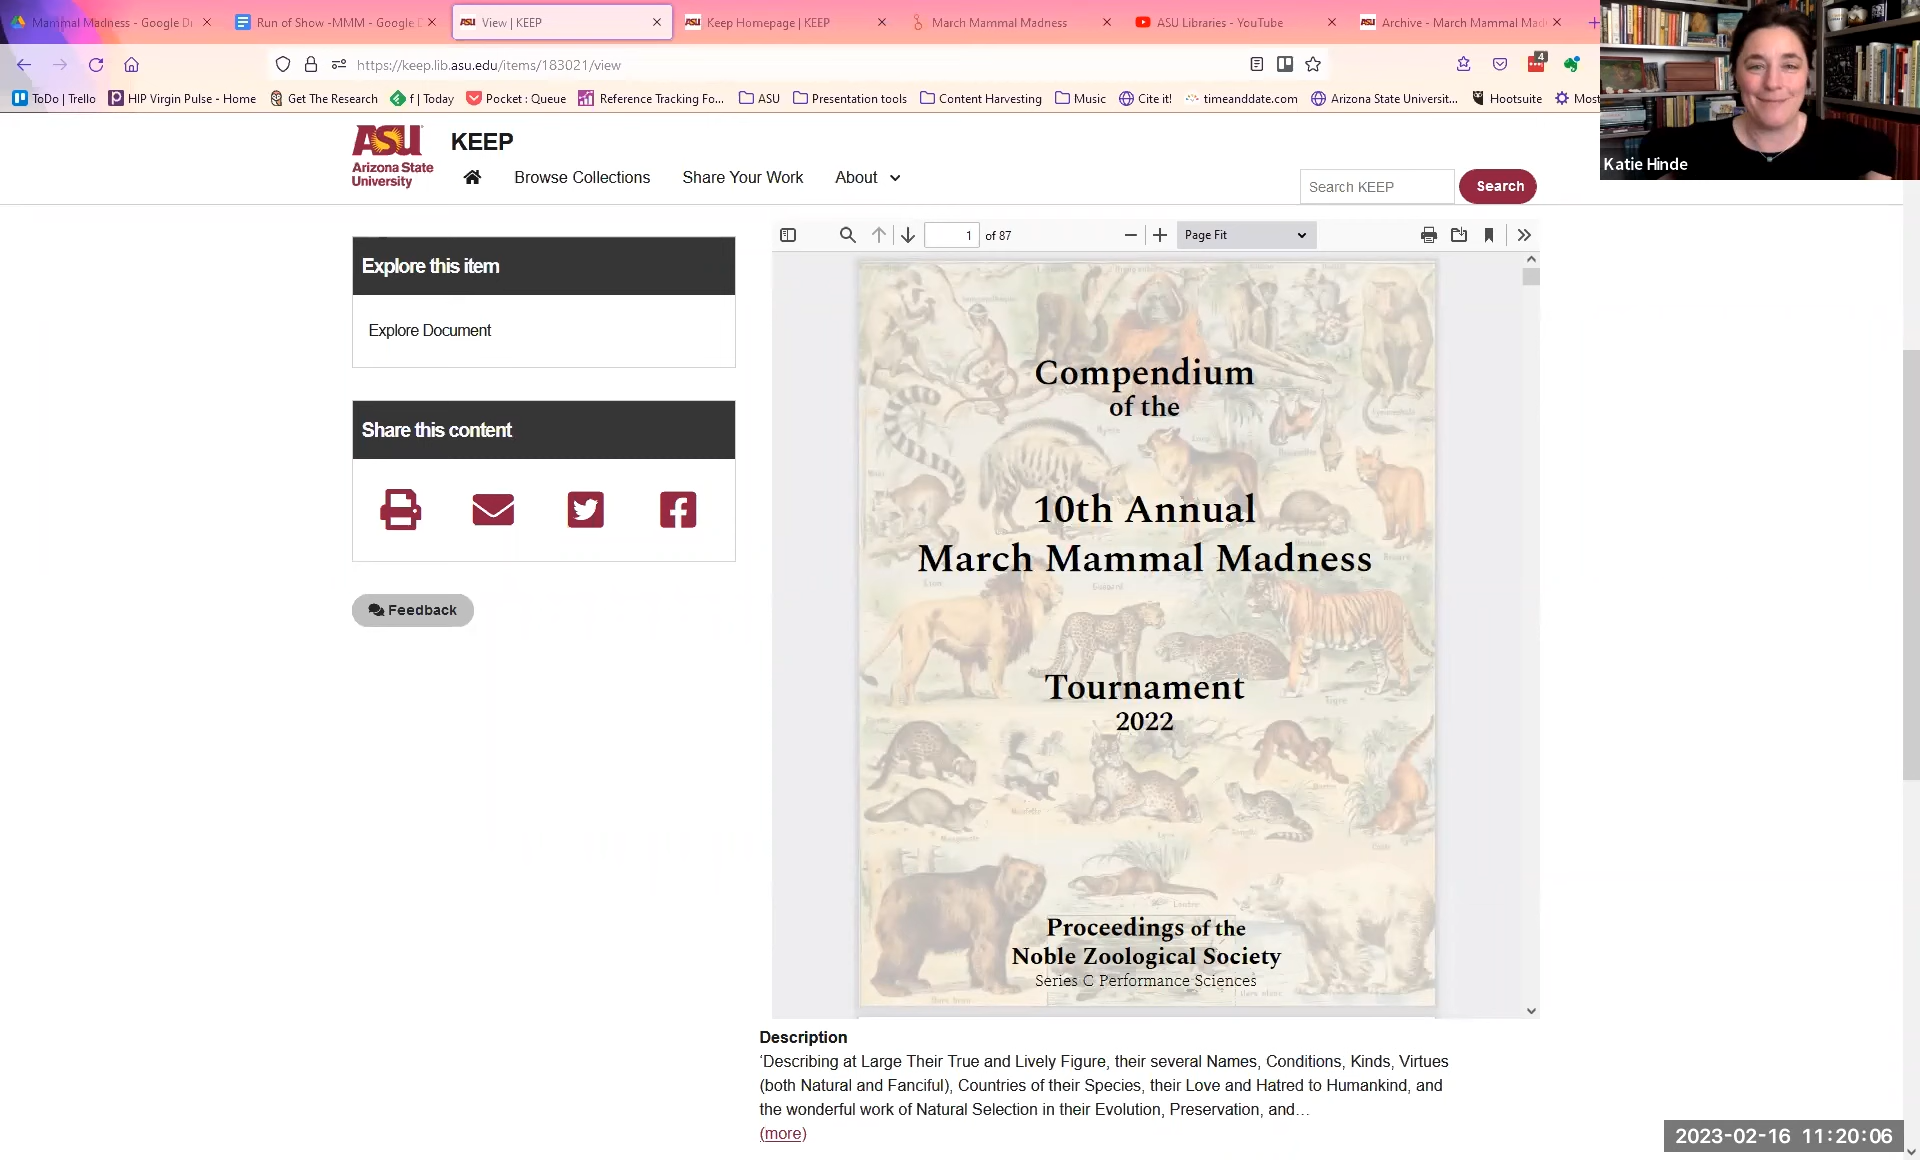 Mammal Madness - Google Dr
Run of Show -MMM - Google D
View | KEEP
Keep Homepage | KEEP
March Mammal Madness
ASU Libraries - YouTube
Archive - March Mammal Mad
https://keep.lib.asu.edu/items/183021/view
4
ToDo | Trello
HIP Virgin Pulse - Home
Get The Research
f | Today
Pocket : Queue
Reference Tracking Fo...
ASU
Presentation tools
Content Harvesting
Music
Cite it!
timeanddate.com
Arizona State Universit...
Hootsuite
Most
Katie Hinde
ASU
Arizona State
University
KEEP
Browse Collections
Share Your Work
About
Search KEEP
Search
Explore this item
Explore Document
Share this content
Feedback
1 of 87
Page Fit
Compendium
of the
10th Annual
March Mammal Madness
Tournament
2022
Proceedings of the
Noble Zoological Society
Series C Performance Sciences
Description
‘Describing at Large Their True and Lively Figure, their several Names, Conditions, Kinds, Virtues
(both Natural and Fanciful), Countries of their Species, their Love and Hatred to Humankind, and
the wonderful work of Natural Selection in their Evolution, Preservation, and...
(more)
2023-02-16 11:20:06